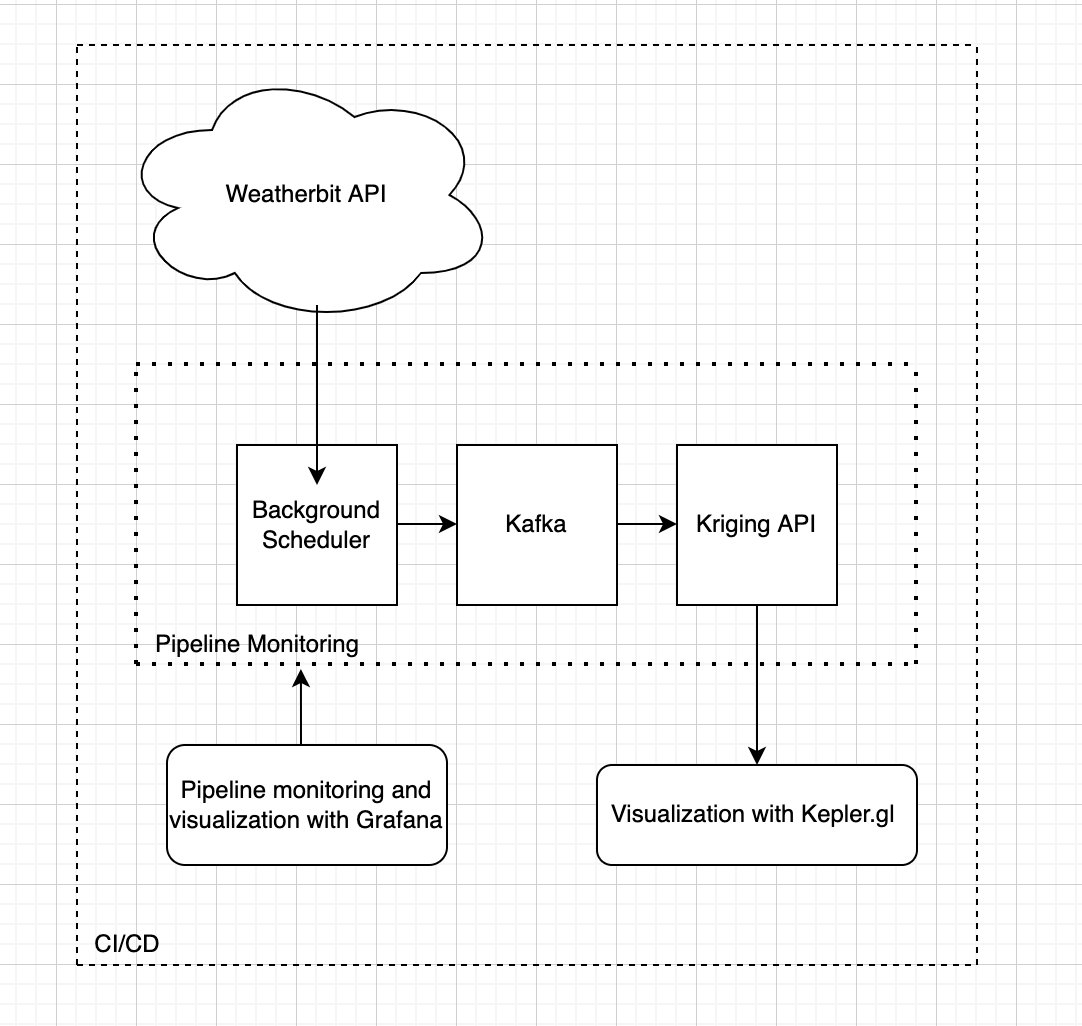 Weatherbit API
Background
Scheduler
Kafka
Kriging API
Pipeline Monitoring
Pipeline monitoring and
visualization with Grafana
Visualization with Kepler.gl
CI/CD